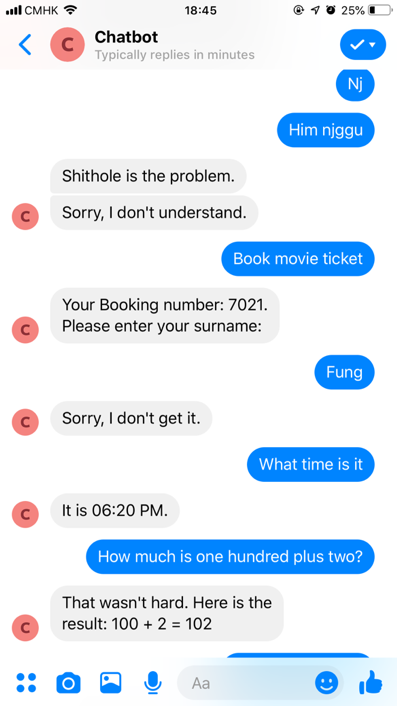 CMHK 18:45 25%
Chatbot
Typically replies in minutes
Nj
Him njggu
Shithole is the problem.
C Sorry, I don't understand.
Book movie ticket
Your Booking number: 7021.
C Please enter your surname:
Fung
C Sorry, I don't get it.
What time is it
C It is 06:20 PM.
How much is one hundred plus two?
That wasn't hard. Here is the
C result: 100 + 2 = 102
Aa